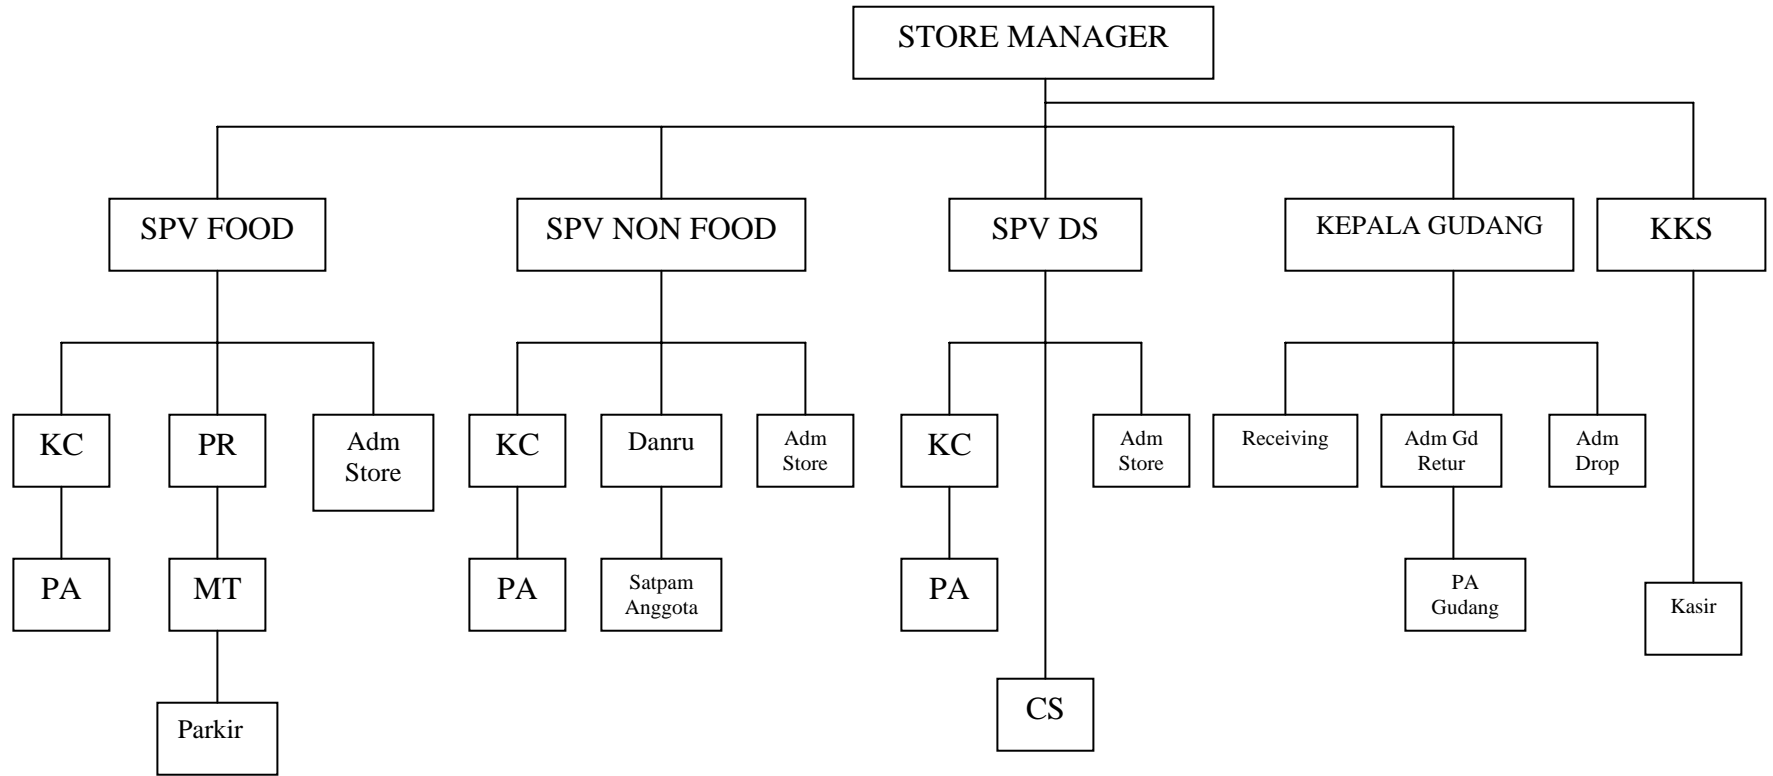 STORE MANAGER
SPV FOOD
SPV NON FOOD
SPV DS
KEPALA GUDANG
KKS
KC
PR
Adm
Store
KC
Danru
Adm
Store
KC
Adm
Store
Receiving
Adm Gd
Retur
Adm
Drop
PA
MT
PA
Satpam
Anggota
PA
PA
Gudang
Kasir
Parkir
CS